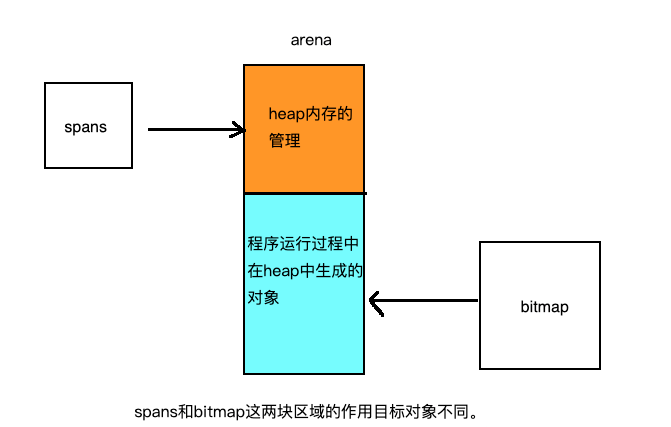 arena
spans
heap内存的
管理
程序运行过程中
在heap中生成的
对象
bitmap
spans和bitmap这两块区域的作用目标对象不同。